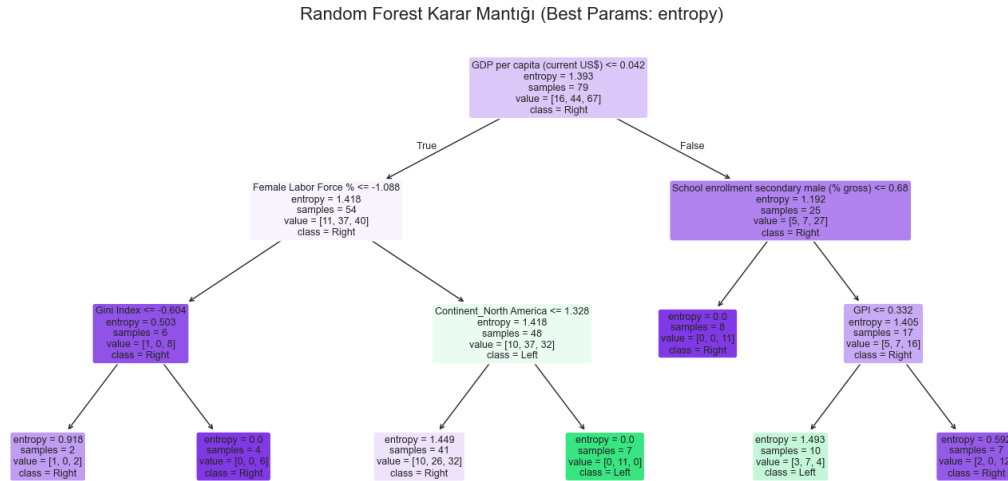 Random Forest Karar Mantığı (Best Params: entropy)
GDP per capita (current US$) <= 0.042
entropy = 1.393
samples = 79
value = [16, 44, 67]
class = Right
True
False
Female Labor Force % <= -1.088
entropy = 1.418
samples = 54
value = [11, 37, 40]
class = Right
School enrollment secondary male (% gross) <= 0.68
entropy = 1.192
samples = 25
value = [5, 7, 27]
class = Right
Gini Index <= -0.604
entropy = 0.503
samples = 6
value = [1, 0, 8]
class = Right
Continent_North America <= 1.328
entropy = 1.418
samples = 48
value = [10, 37, 32]
class = Left
entropy = 0.0
samples = 8
value = [0, 0, 11]
class = Right
GPI <= 0.332
entropy = 1.405
samples = 17
value = [5, 7, 16]
class = Right
entropy = 0.918
samples = 2
value = [1, 0, 2]
class = Right
entropy = 0.0
samples = 4
value = [0, 0, 6]
class = Right
entropy = 1.449
samples = 41
value = [10, 26, 32]
class = Right
entropy = 0.0
samples = 7
value = [0, 11, 0]
class = Left
entropy = 1.493
samples = 10
value = [3, 7, 4]
class = Left
entropy = 0.592
samples = 7
value = [2, 0, 12]
class = Right